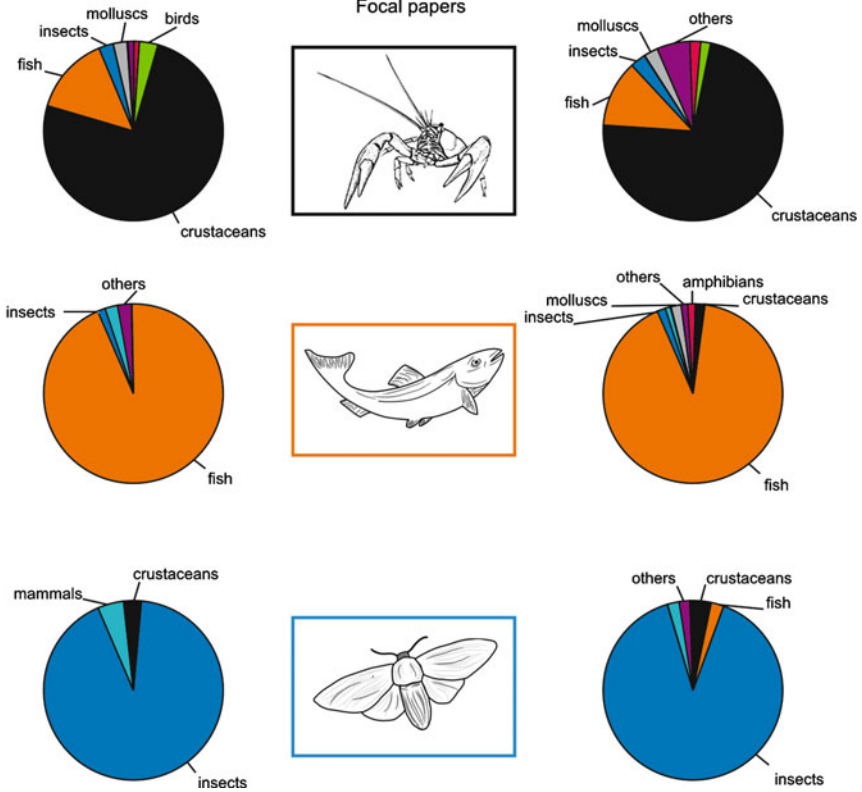 Focal papers
molluscs
birds
insects
fish
crustaceans
others
molluscs
insects
fish
crustaceans
others
insects
fish
others
amphibians
molluscs
crustaceans
insects
fish
crustaceans
mammals
insects
others
crustaceans
fish
insects